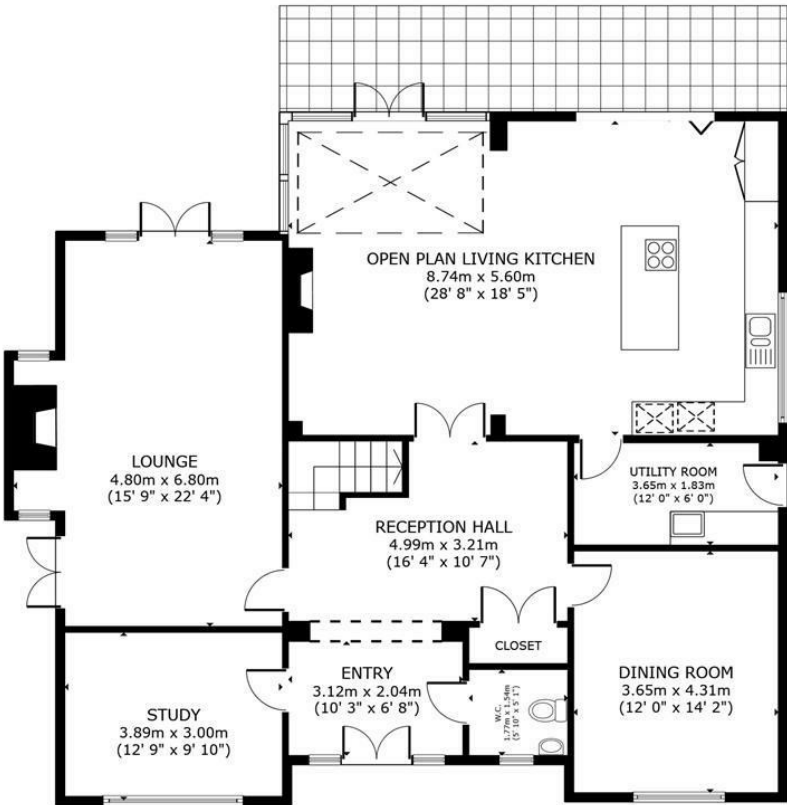 OPEN PLAN LIVING KITCHEN
8.74m x 5.60m
(28' 8" x 18' 5")
LOUNGE
4.80m x 6.80m
(15' 9" x 22' 4")
UTILITY ROOM
3.65m x 1.83m
(12' 0" x 6' 0")
RECEPTION HALL
4.99m x 3.21m
(16' 4" x 10' 7")
CLOSET
ENTRY
3.12m x 2.04m
(10' 3" x 6' 8")
W.C.
1.77m x 1.54m
(5' 10" x 5' 1")
DINING ROOM
3.65m x 4.31m
(12' 0" x 14' 2")
STUDY
3.89m x 3.00m
(12' 9" x 9' 10")